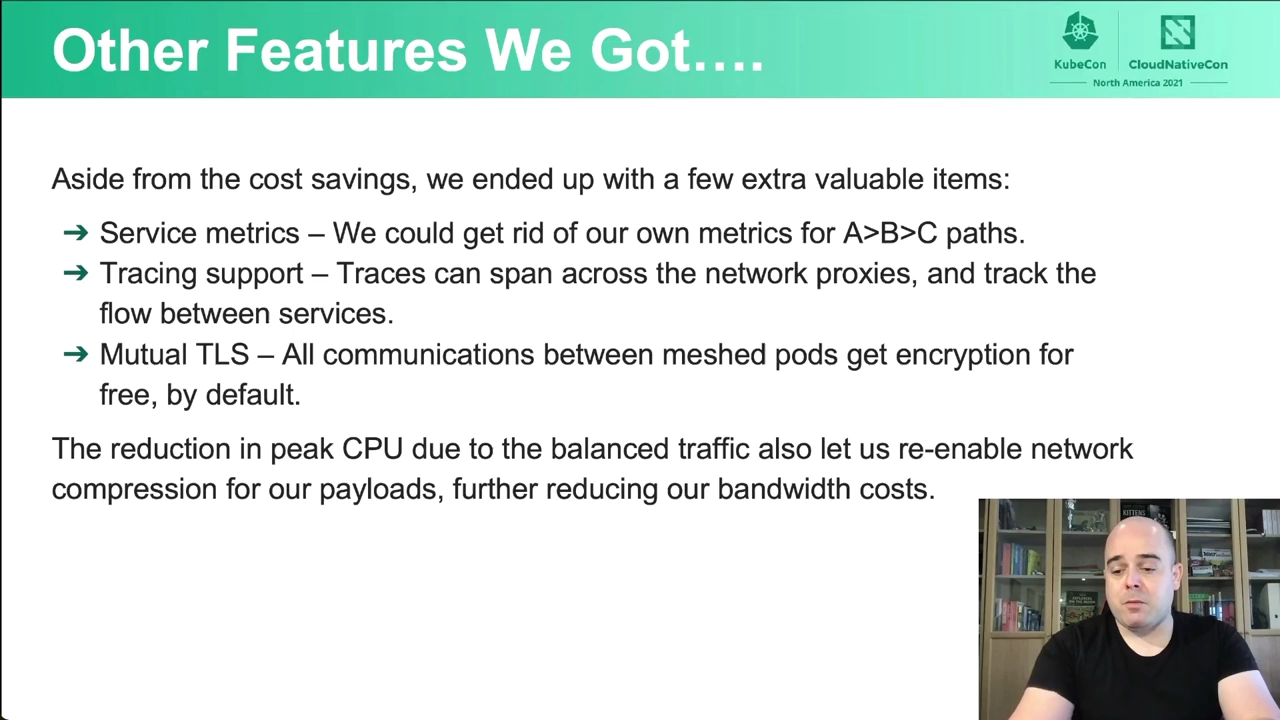 Other Features We Got….
KubeCon
CloudNativeCon
North America 2021
Aside from the cost savings, we ended up with a few extra valuable items:
➔ Service metrics – We could get rid of our own metrics for A>B>C paths.
➔ Tracing support – Traces can span across the network proxies, and track the
flow between services.
➔ Mutual TLS – All communications between meshed pods get encryption for
free, by default.
The reduction in peak CPU due to the balanced traffic also let us re-enable network
compression for our payloads, further reducing our bandwidth costs.
KITTENS